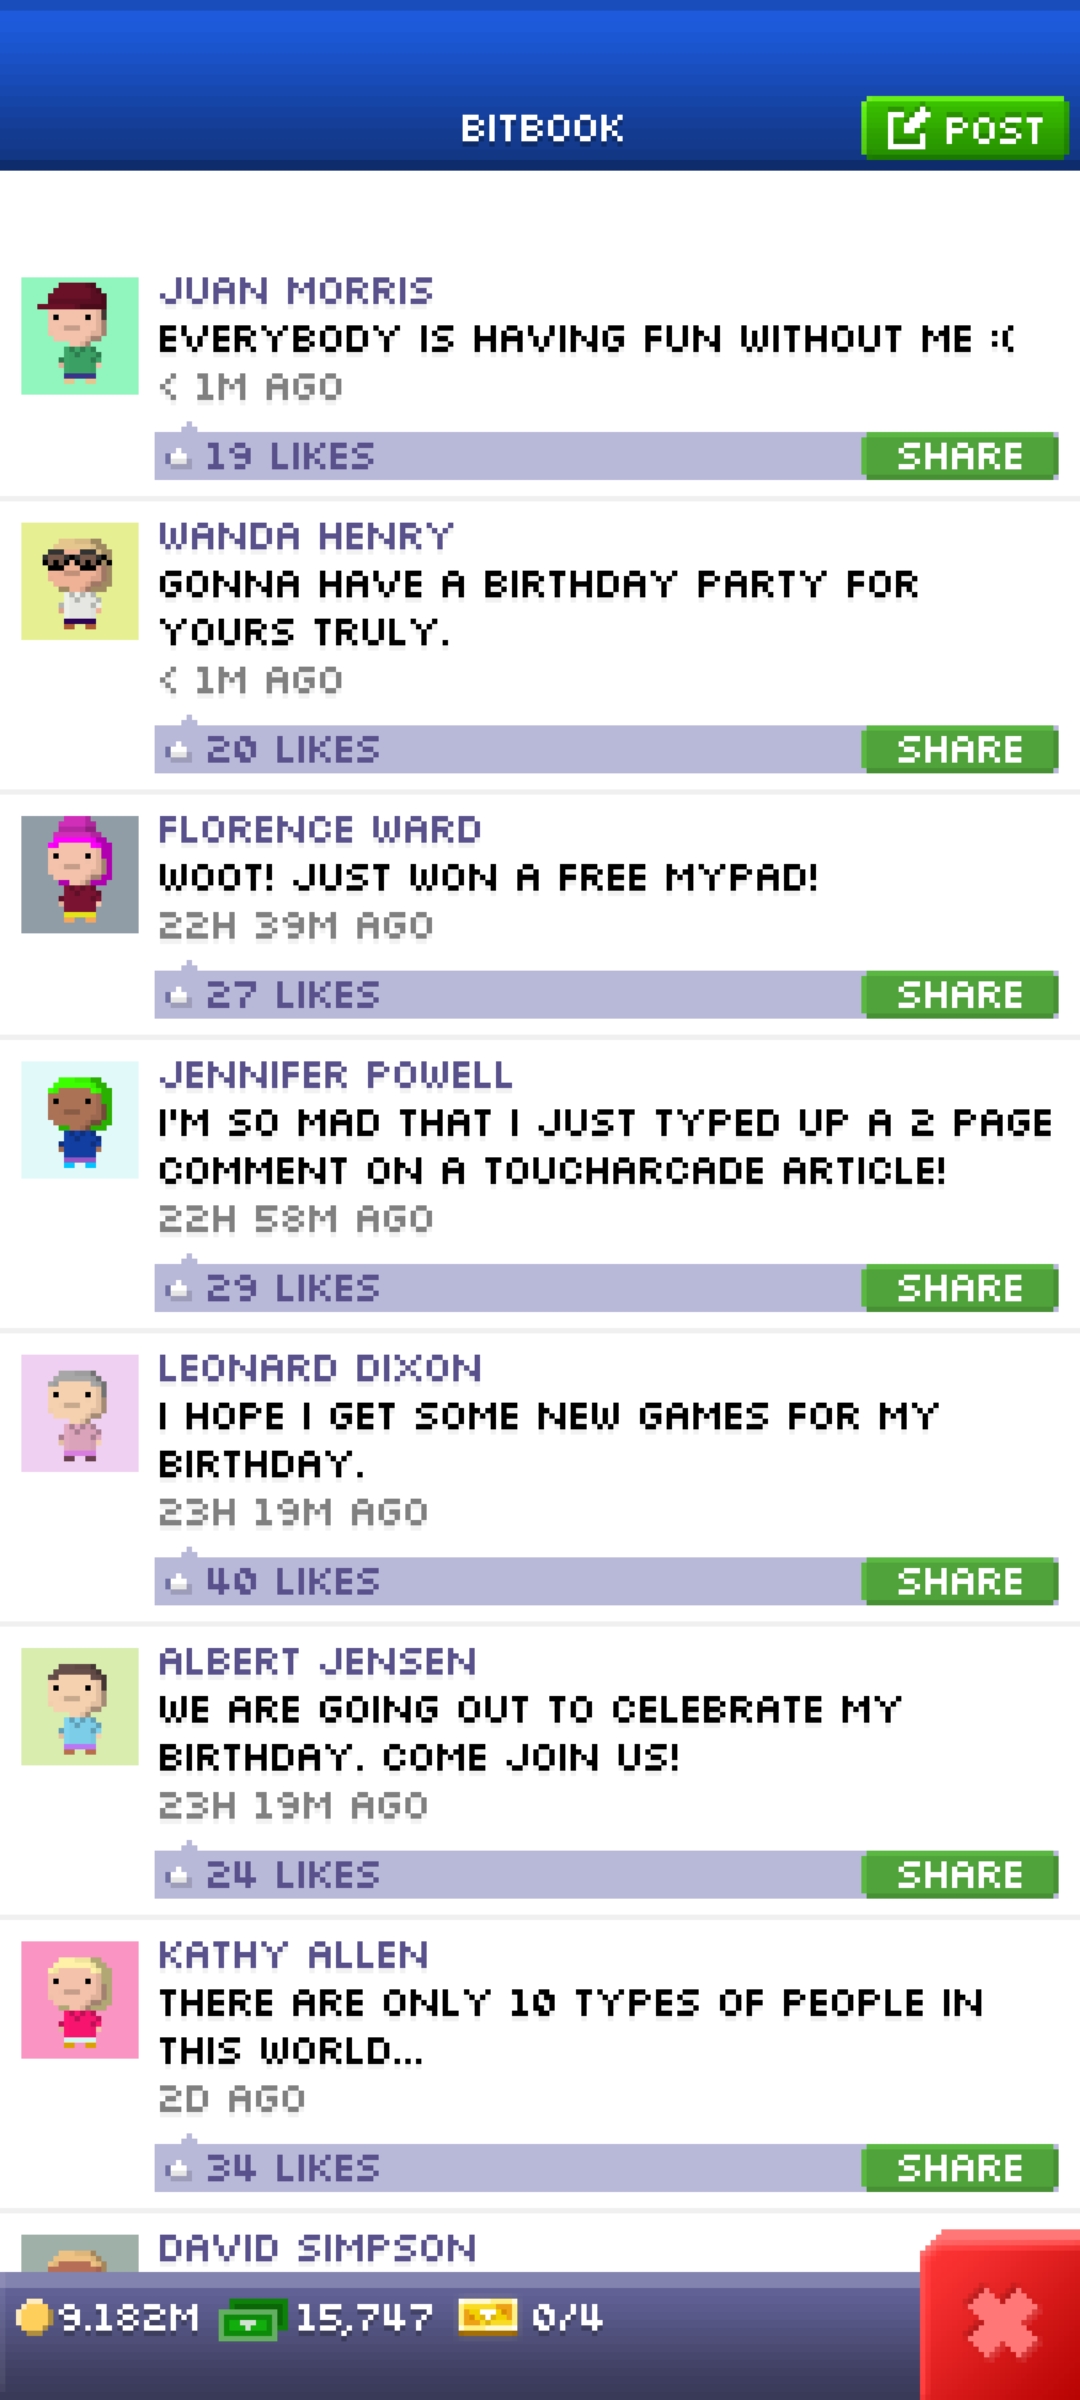 BITBOOK
POST
JUAN MORRIS
EVERYBODY IS HAVING FUN WITHOUT ME :(
< 1M AGO
19 LIKES
SHARE
WANDA HENRY
GONNA HAVE A BIRTHDAY PARTY FOR
YOURS TRULY.
< 1M AGO
20 LIKES
SHARE
FLORENCE WARD
WOOT! JUST WON A FREE MYPAD!
22H 39M AGO
27 LIKES
SHARE
JENNIFER POWELL
I'M SO MAD THAT I JUST TYPED UP A 2 PAGE
COMMENT ON A TOUCHARCADE ARTICLE!
22H 58M AGO
29 LIKES
SHARE
LEONARD DIXON
I HOPE I GET SOME NEW GAMES FOR MY
BIRTHDAY.
23H 19M AGO
40 LIKES
SHARE
ALBERT JENSEN
WE ARE GOING OUT TO CELEBRATE MY
BIRTHDAY. COME JOIN US!
23H 19M AGO
24 LIKES
SHARE
KATHY ALLEN
THERE ARE ONLY 10 TYPES OF PEOPLE IN
THIS WORLD...
2D AGO
34 LIKES
SHARE
DAVID SIMPSON
9.182M 15,747 0/4